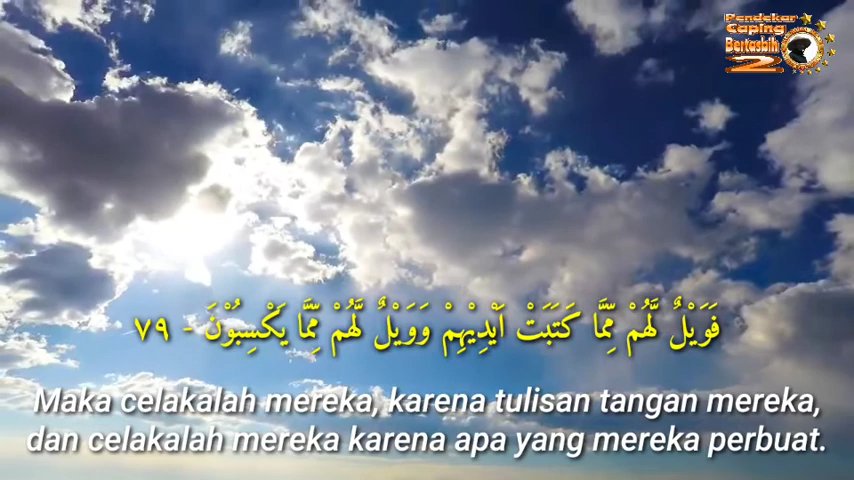 Pendekar
Caping
Bertasbih
2
فَوَيْلٌ لَّهُمْ مِّمَّا كَتَبَتْ اَيْدِيْهِمْ وَوَيْلٌ لَّهُمْ مِّمَّا يَكْسِبُوْنَ - ٧٩
Maka celakalah mereka, karena tulisan tangan mereka,
dan celakalah mereka karena apa yang mereka perbuat.